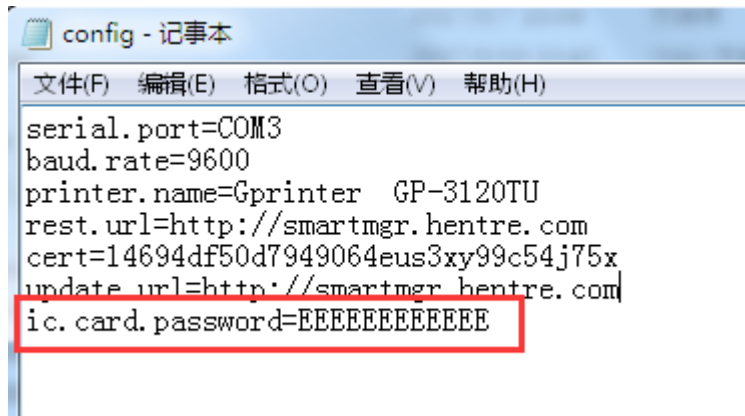 config - 记事本
文件(F) 编辑(E) 格式(O) 查看(V) 帮助(H)
serial.port=COM3
baud.rate=9600
printer.name=Gprinter  GP-3120TU
rest.url=http://smartmgr.hentre.com
cert=14694df50d7949064eus3xy99c54j75x
update.url=http://smartmgr.hentre.com
ic.card.password=EEEEEEEEEEEE